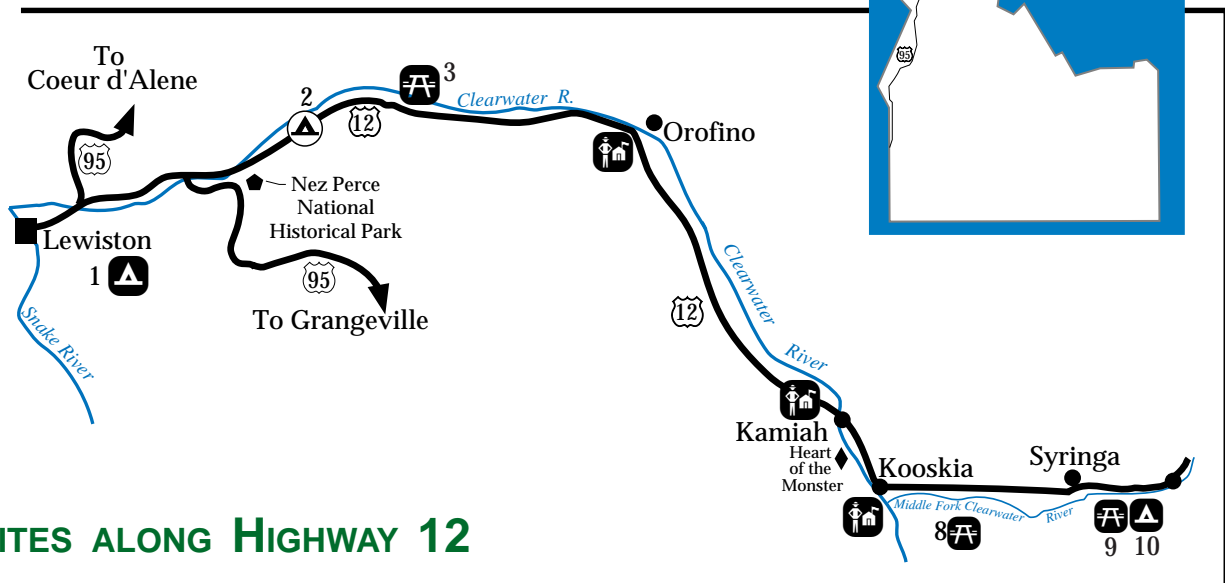 95
To
Coeur d'Alene
3
2
Clearwater R.
12
Orofino
95
Nez Perce
National
Historical Park
Lewiston
1
95
Clearwater
To Grangeville
12
Snake River
River
Kamiah
Heart
of the
Monster
Kooskia
Syringa
Middle Fork Clearwater
River
8
9 10
ITES ALONG HIGHWAY 12